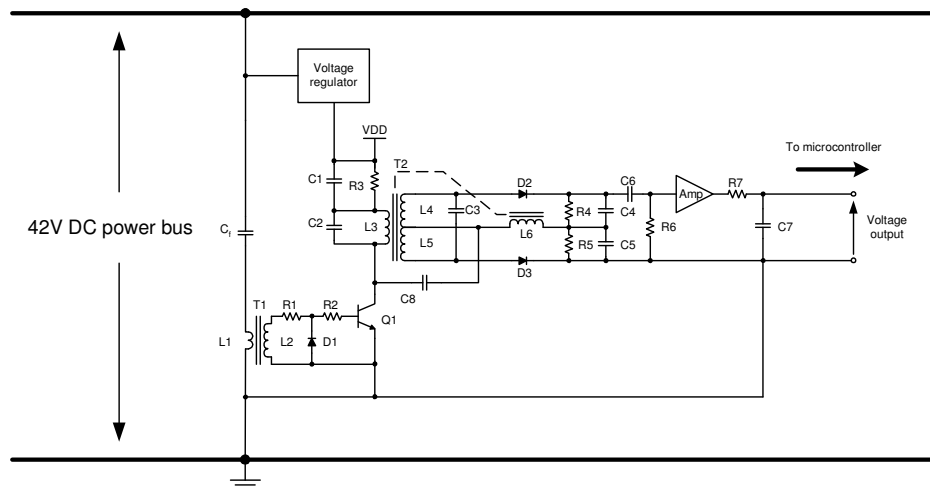 Voltage
regulator
VDD
T2
C1
R3
To microcontroller
D2
C6
R7
Amp
L4
C3
R4
C4
42V DC power bus
Cf
C2
L3
L5
L6
R5
C5
R6
C7
Voltage
output
D3
C8
T1
R1
R2
Q1
L1
L2
D1